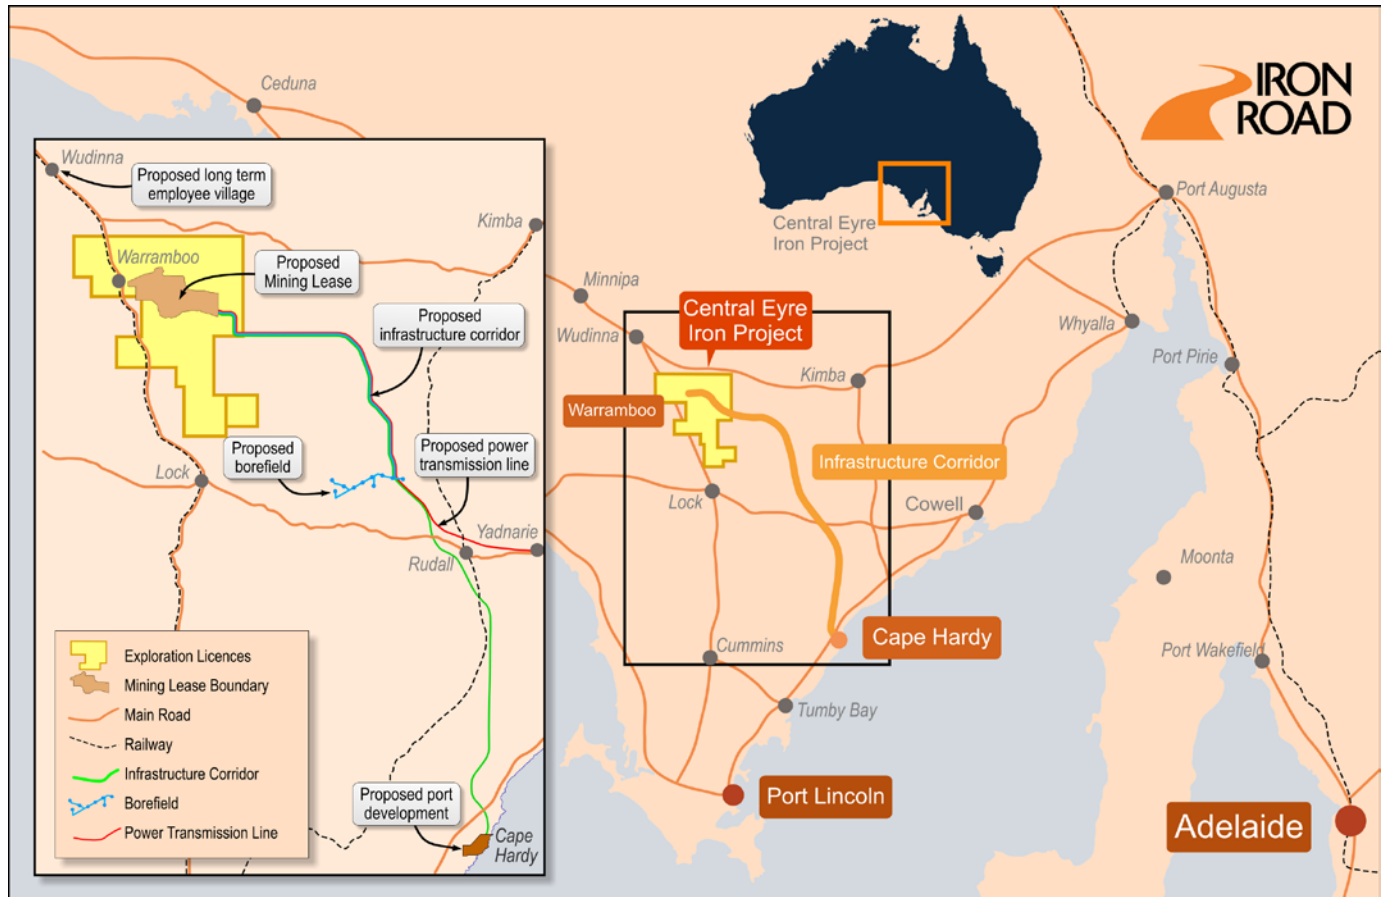 Ceduna
IRON
ROAD
Wudinna
Proposed long term
employee village
Kimba
Warramboo
Proposed
Mining Lease
Proposed
infrastructure corridor
Proposed
borefield
Proposed power
transmission line
Lock
Yadnarie
Rudall
Exploration Licences
Mining Lease Boundary
Main Road
Railway
Infrastructure Corridor
Borefield
Power Transmission Line
Proposed port
development
Cape
Hardy
Central Eyre
Iron Project
Port Augusta
Minnipa
Wudinna
Central Eyre
Iron Project
Whyalla
Port Pirie
Kimba
Warramboo
Infrastructure Corridor
Lock
Cowell
Moonta
Cape Hardy
Cummins
Port Wakefield
Tumby Bay
Port Lincoln
Adelaide